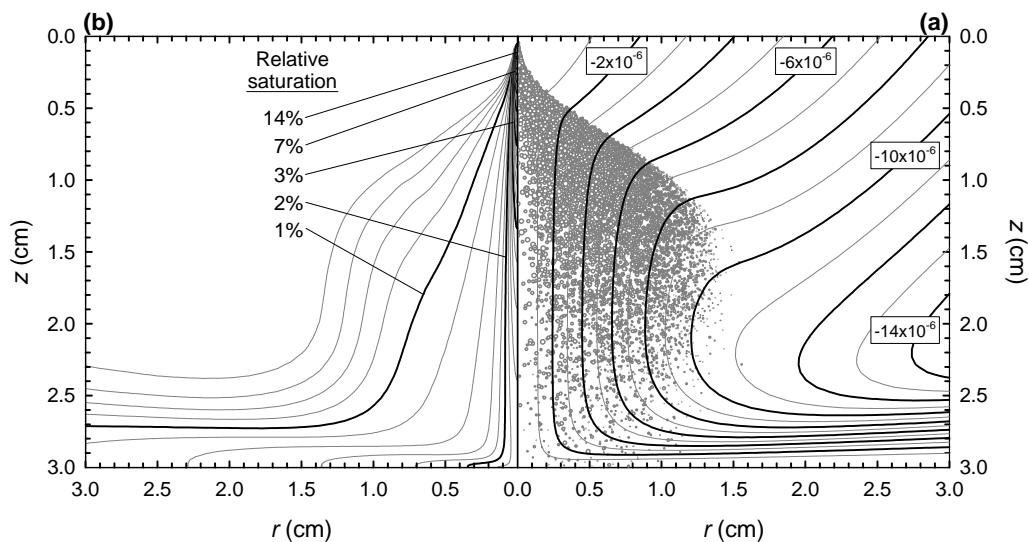 (b)
(a)
0.0
0.5
1.0
1.5
2.0
2.5
3.0
z (cm)
Relative
saturation
14%
7%
3%
2%
1%
-2x10⁻⁶
-6x10⁻⁶
-10x10⁻⁶
-14x10⁻⁶
0.0
0.5
1.0
1.5
2.0
2.5
3.0
z (cm)
3.0 2.5 2.0 1.5 1.0 0.5 0.0 0.5 1.0 1.5 2.0 2.5 3.0
r (cm) r (cm)